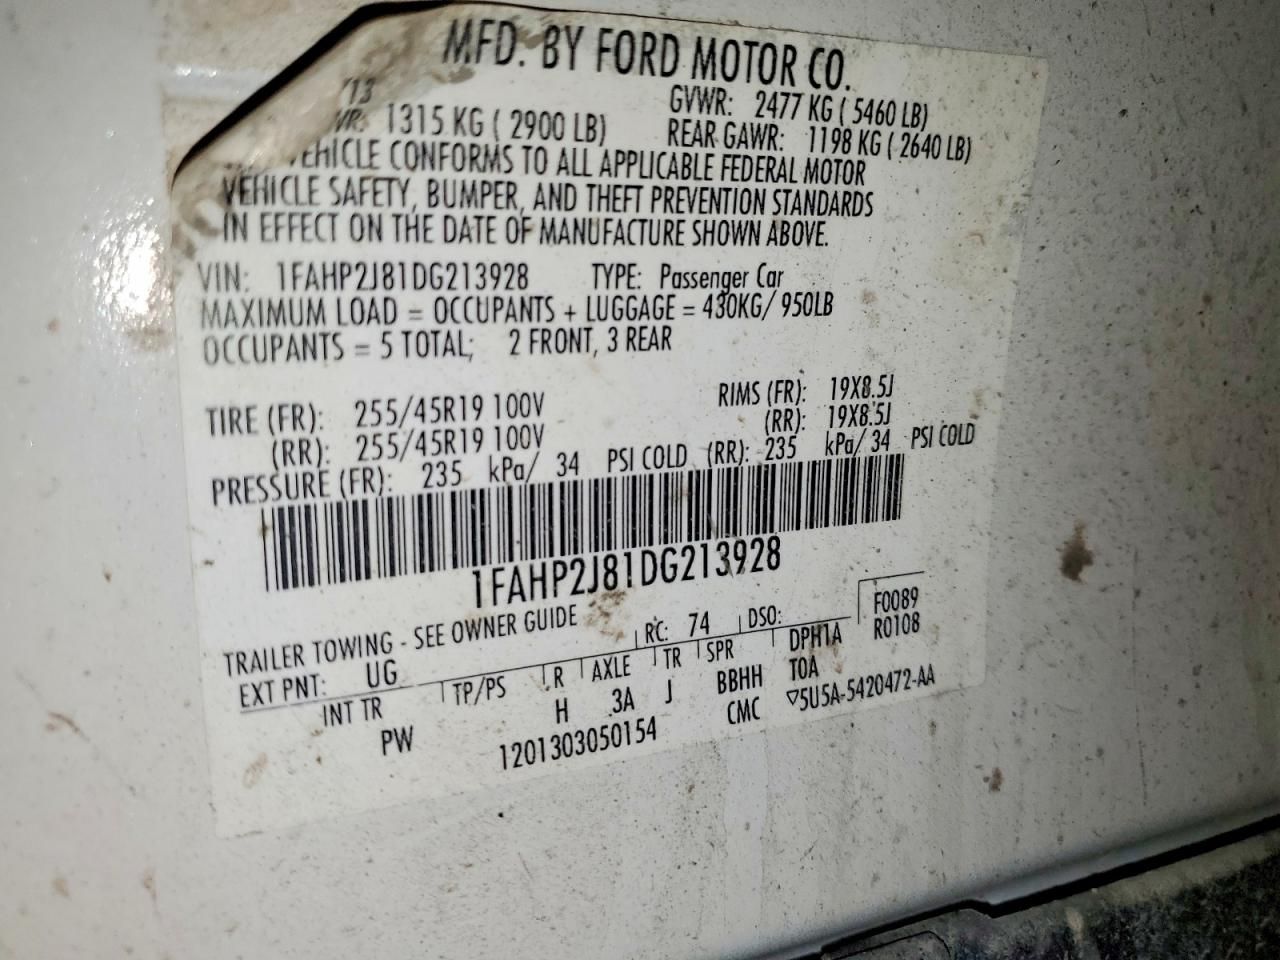 MFD. BY FORD MOTOR CO.
/13 GVWR: 2477 KG ( 5460 LB)
WR: 1315 KG ( 2900 LB) REAR GAWR: 1198 KG ( 2640 LB)
VEHICLE CONFORMS TO ALL APPLICABLE FEDERAL MOTOR
VEHICLE SAFETY, BUMPER, AND THEFT PREVENTION STANDARDS
IN EFFECT ON THE DATE OF MANUFACTURE SHOWN ABOVE.
VIN: 1FAHP2J81DG213928 TYPE: Passenger Car
MAXIMUM LOAD = OCCUPANTS + LUGGAGE = 430KG/ 950LB
OCCUPANTS = 5 TOTAL; 2 FRONT, 3 REAR
TIRE (FR): 255/45R19 100V RIMS (FR): 19X8.5J
(RR): 255/45R19 100V (RR): 19X8.5J
PRESSURE (FR): 235 kPa/ 34 PSI COLD (RR): 235 kPa/ 34 PSI COLD
1FAHP2J81DG213928
TRAILER TOWING - SEE OWNER GUIDE RC: 74 DSO: F0089
EXT PNT: UG DPH1A R0108
INT TR TP/PS R AXLE TR SPR T0A
PW H 3A J BBHH ▽5U5A-5420472-AA
1201303050154 CMC